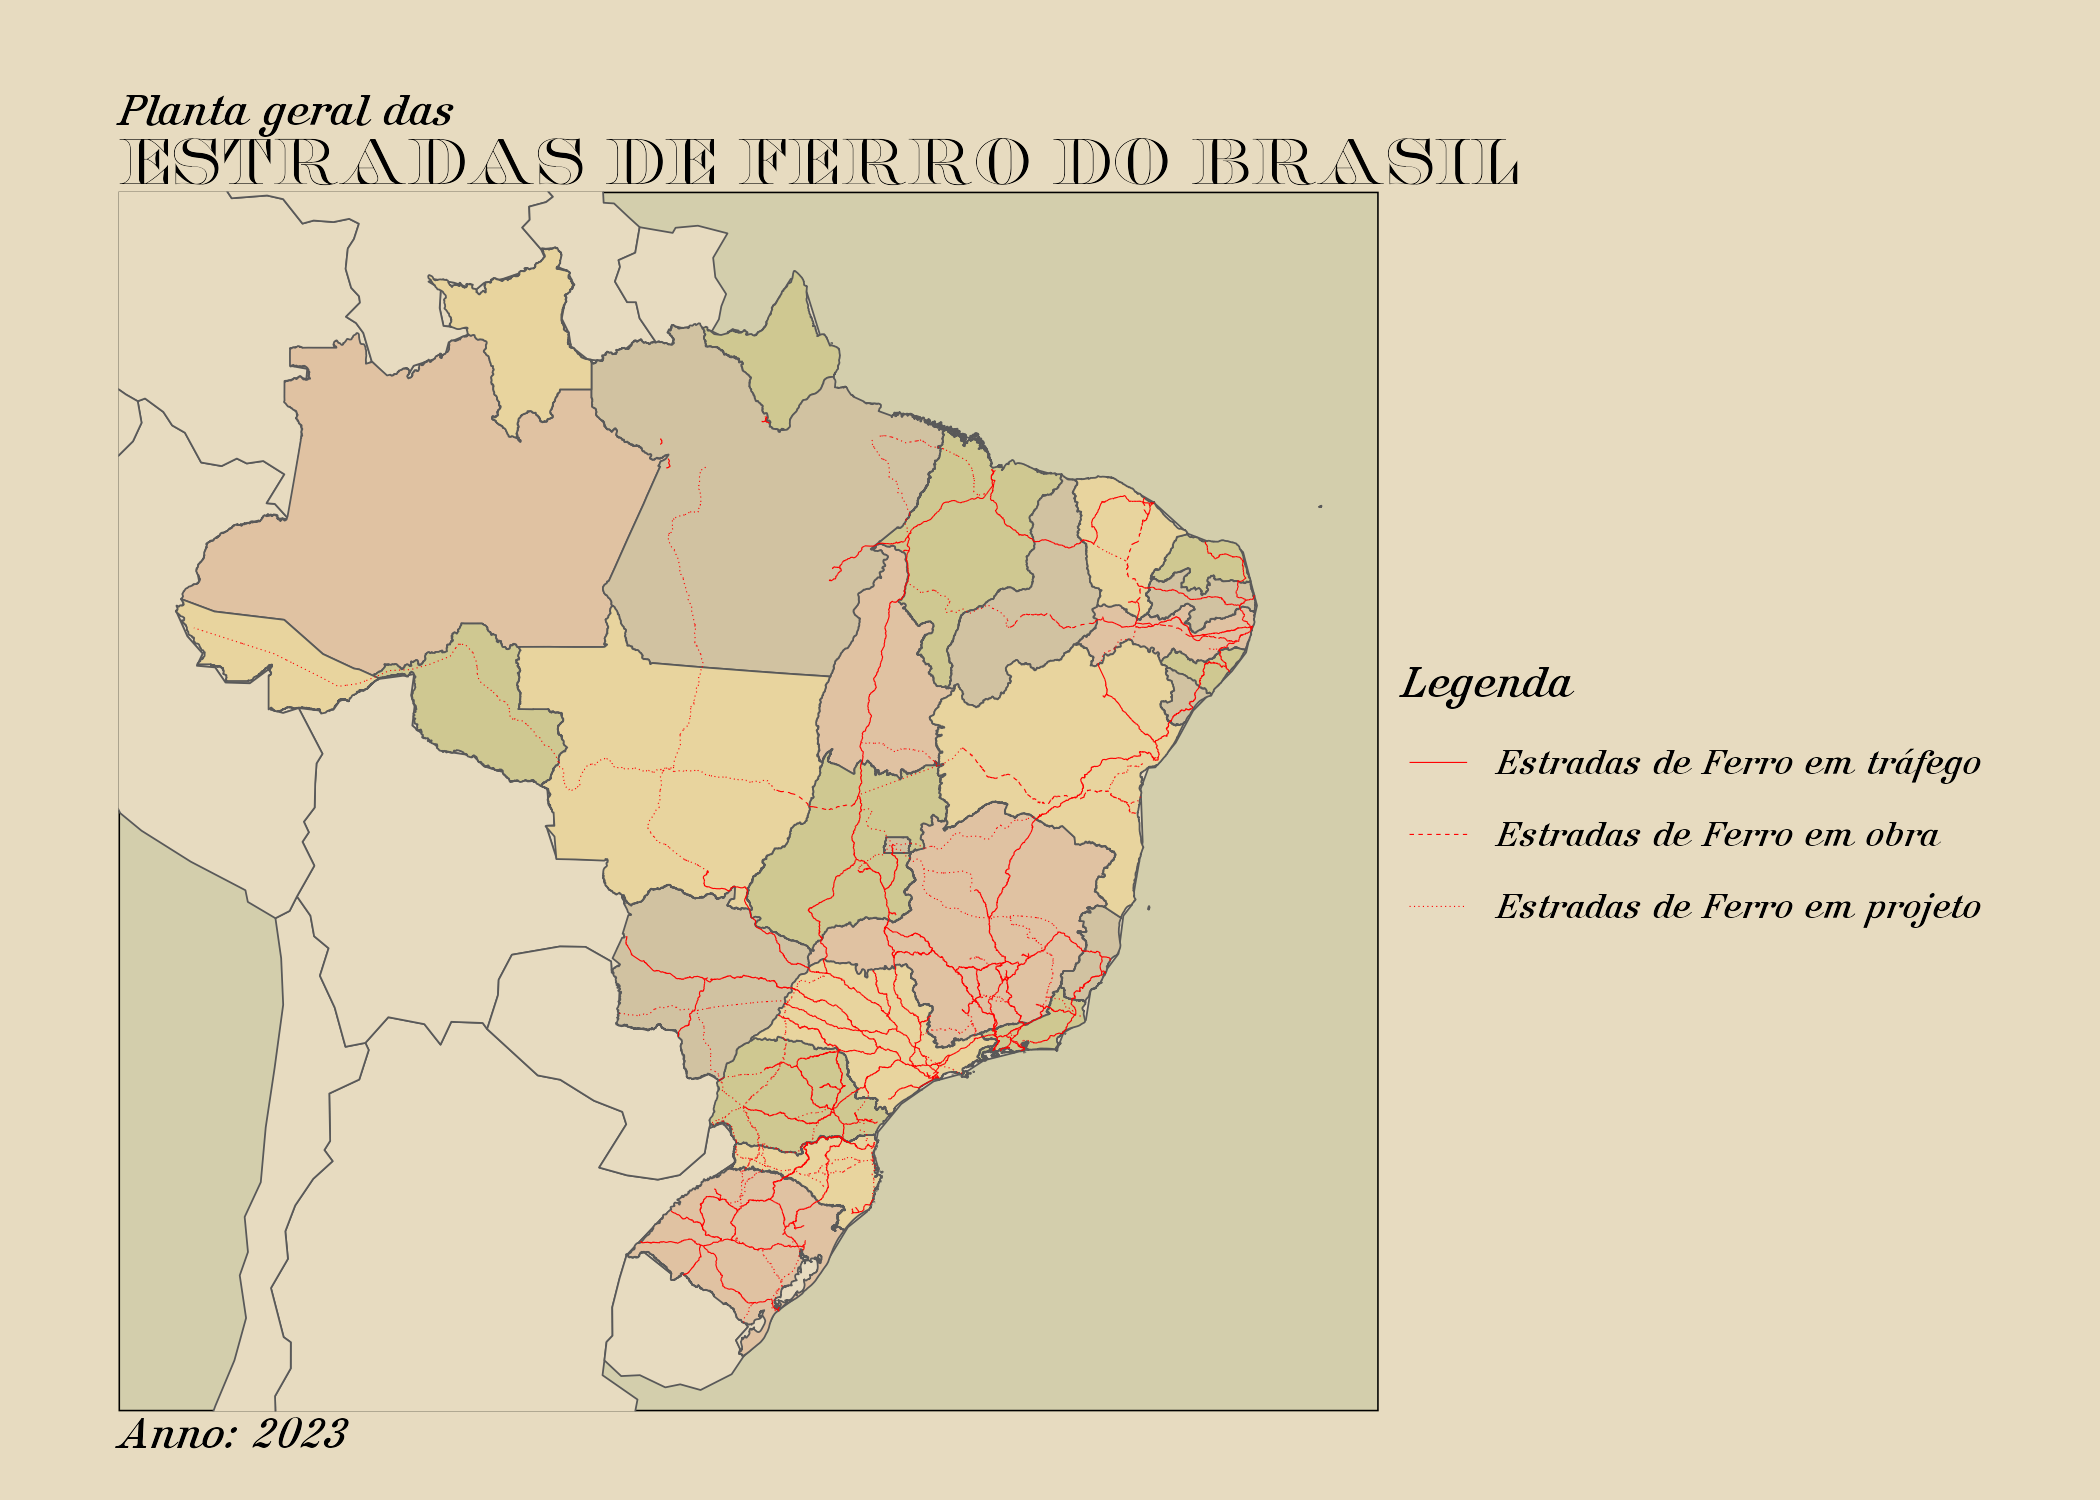 Planta geral das
ESTRADAS DE FERRO DO BRASIL
Legenda
Estradas de Ferro em tráfego
Estradas de Ferro em obra
Estradas de Ferro em projeto
Anno: 2023